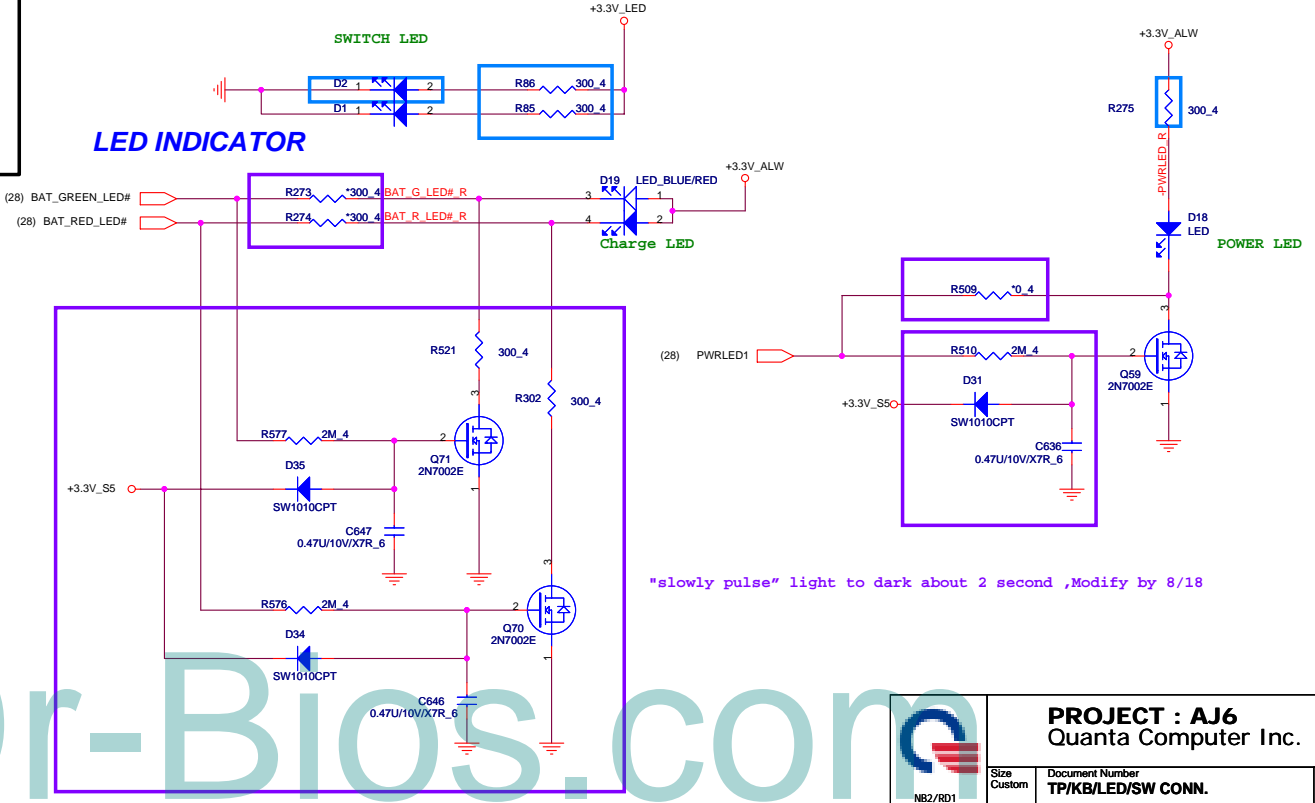 +3.3V_LED
SWITCH LED
D2 1 2 R86 300_4
D1 1 2 R85 300_4
LED INDICATOR
+3.3V_ALW
R275 300_4
-PWRLED_R
D18
LED
POWER LED
+3.3V_ALW
D19 LED_BLUE/RED
(28) BAT_GREEN_LED# R273 *300_4 BAT_G_LED#_R 3 1
(28) BAT_RED_LED# R274 *300_4 BAT_R_LED#_R 4 2
Charge LED
R509 *0_4
3
(28) PWRLED1 R510 2M_4 2
Q59
2N7002E
1
D31
+3.3V_S5
SW1010CPT
C636
0.47U/10V/X7R_6
R521 300_4
R302 300_4
3
R577 2M_4 2
Q71
2N7002E
1
D35
+3.3V_S5
SW1010CPT
C647
0.47U/10V/X7R_6
3
R576 2M_4 2
Q70
2N7002E
1
D34
SW1010CPT
C646
0.47U/10V/X7R_6
"slowly pulse” light to dark about 2 second ,Modify by 8/18
r-Bios.com
PROJECT : AJ6
Quanta Computer Inc.
NB2/RD1
Size
Custom
Document Number
TP/KB/LED/SW CONN.